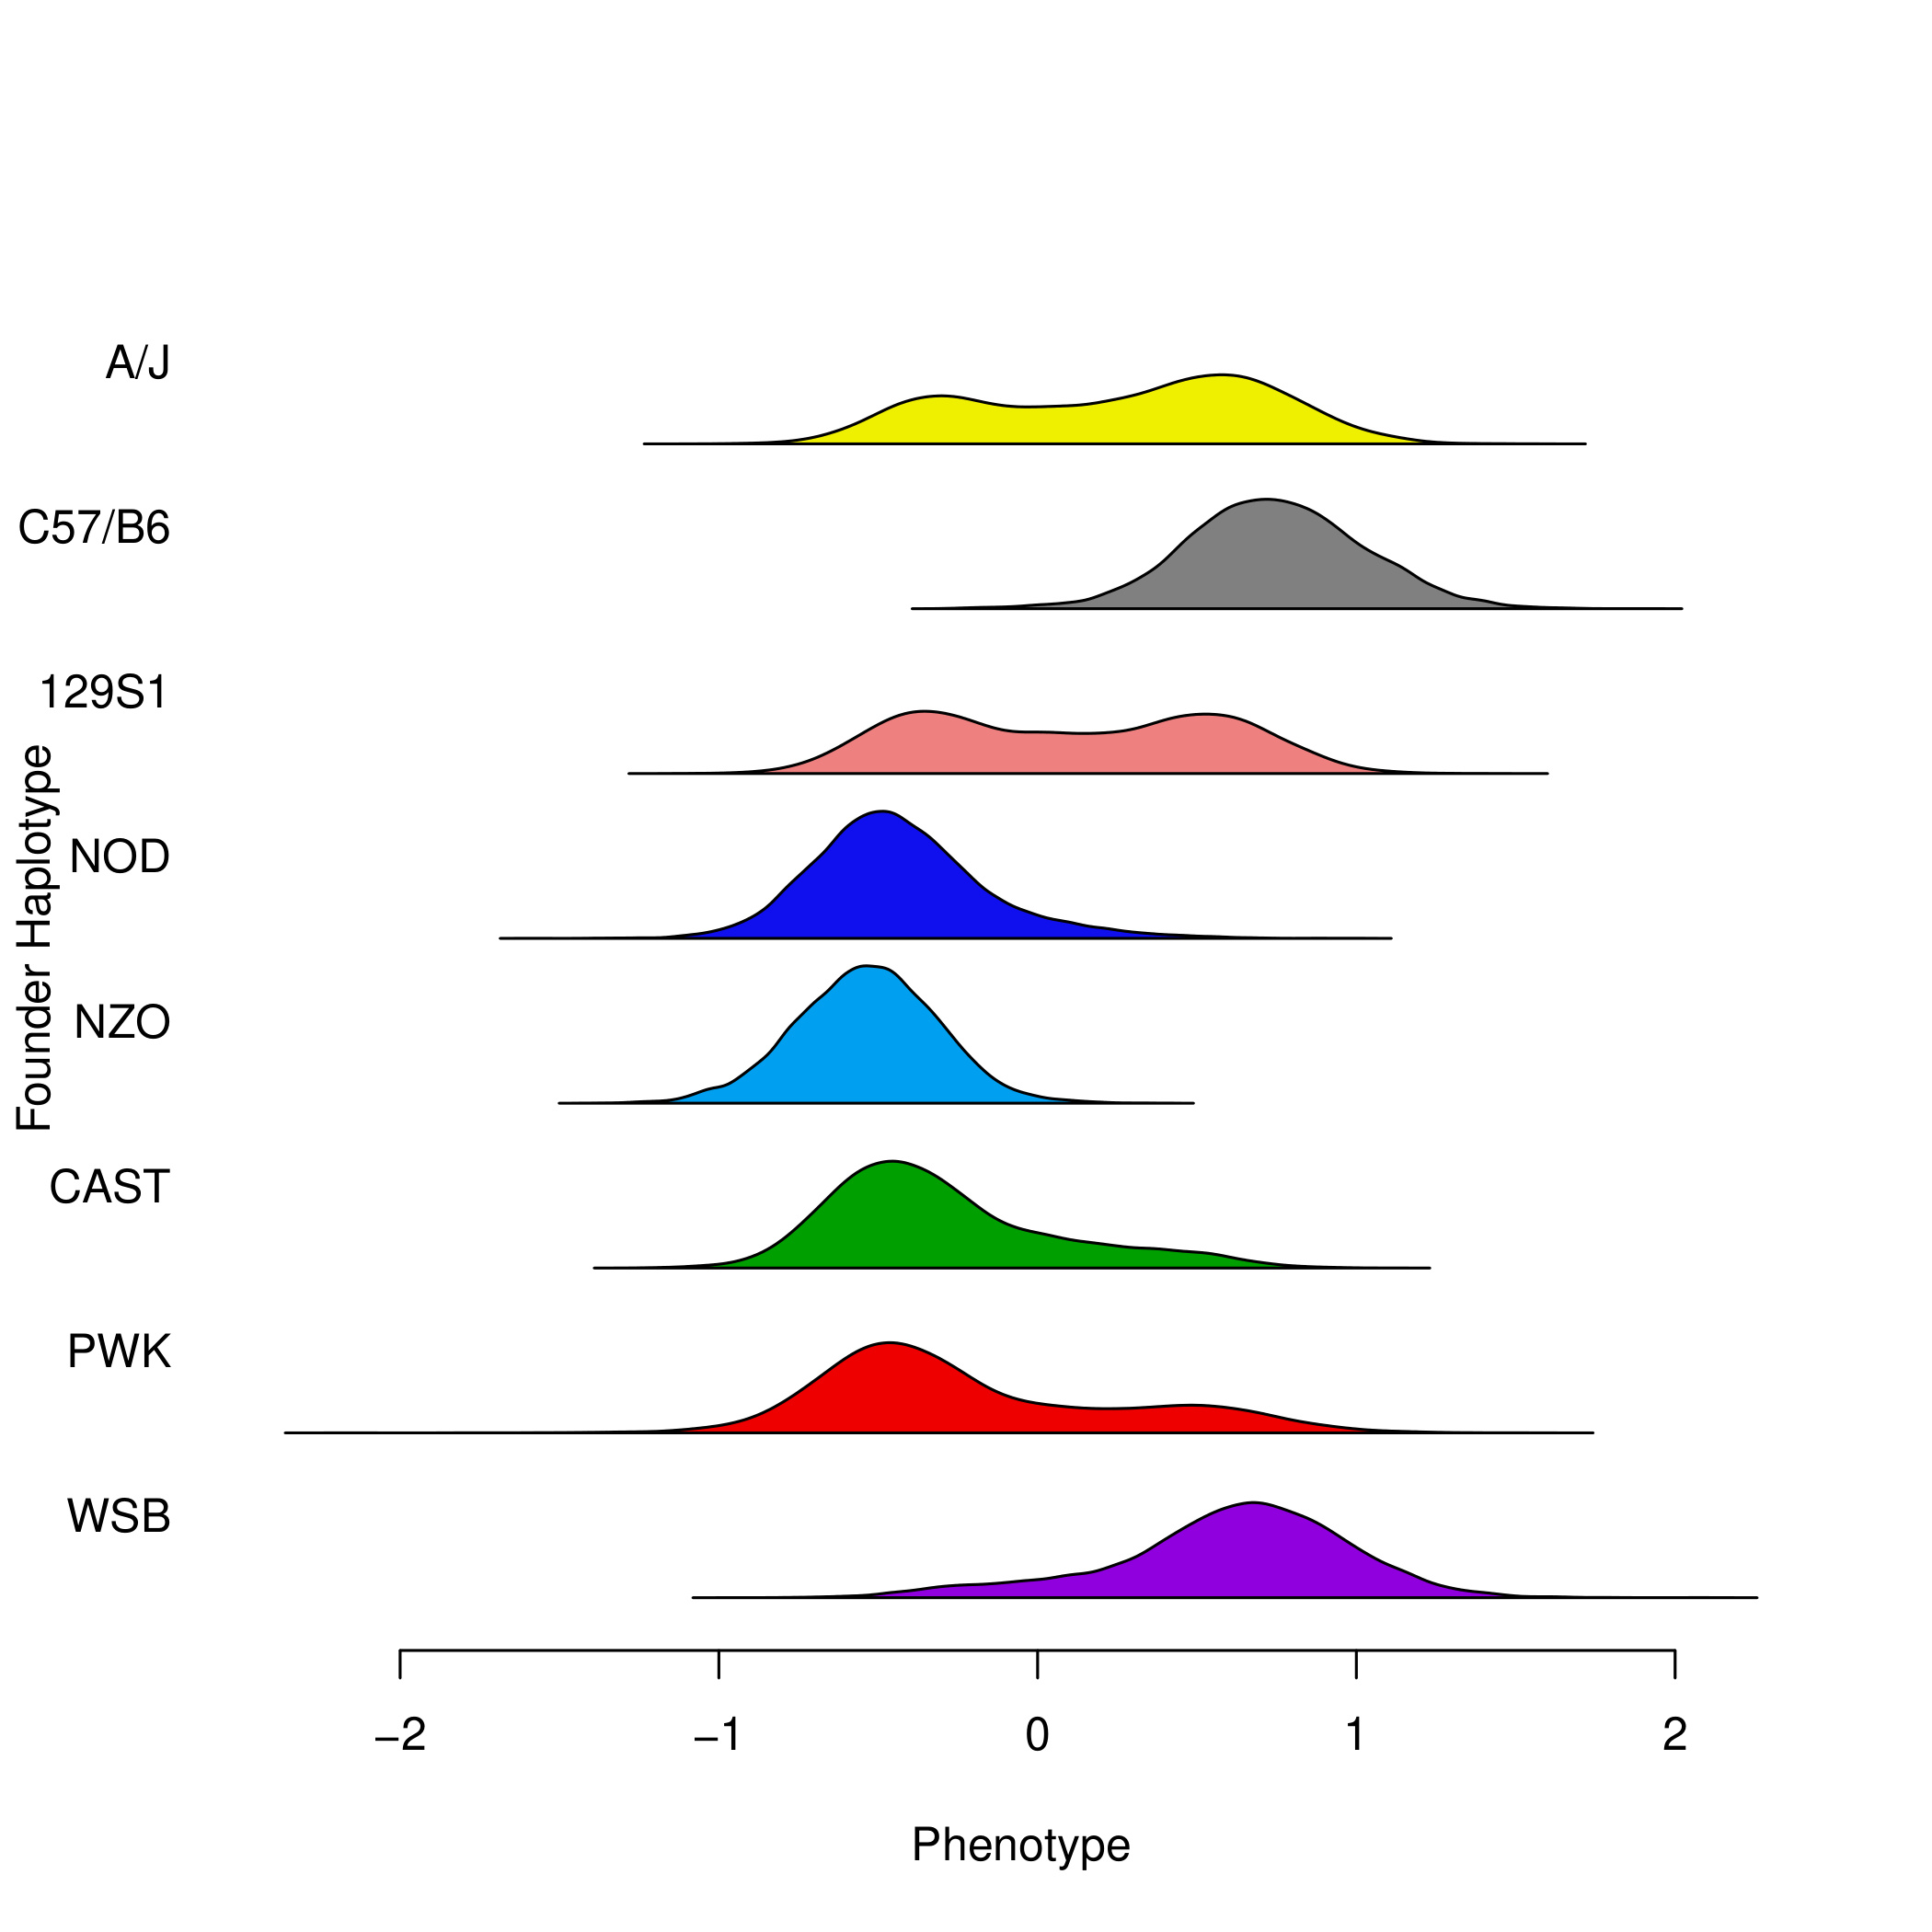 A/J
C57/B6
129S1
NOD
NZO
CAST
PWK
WSB
Founder Haplotype
−2 −1 0 1 2
Phenotype